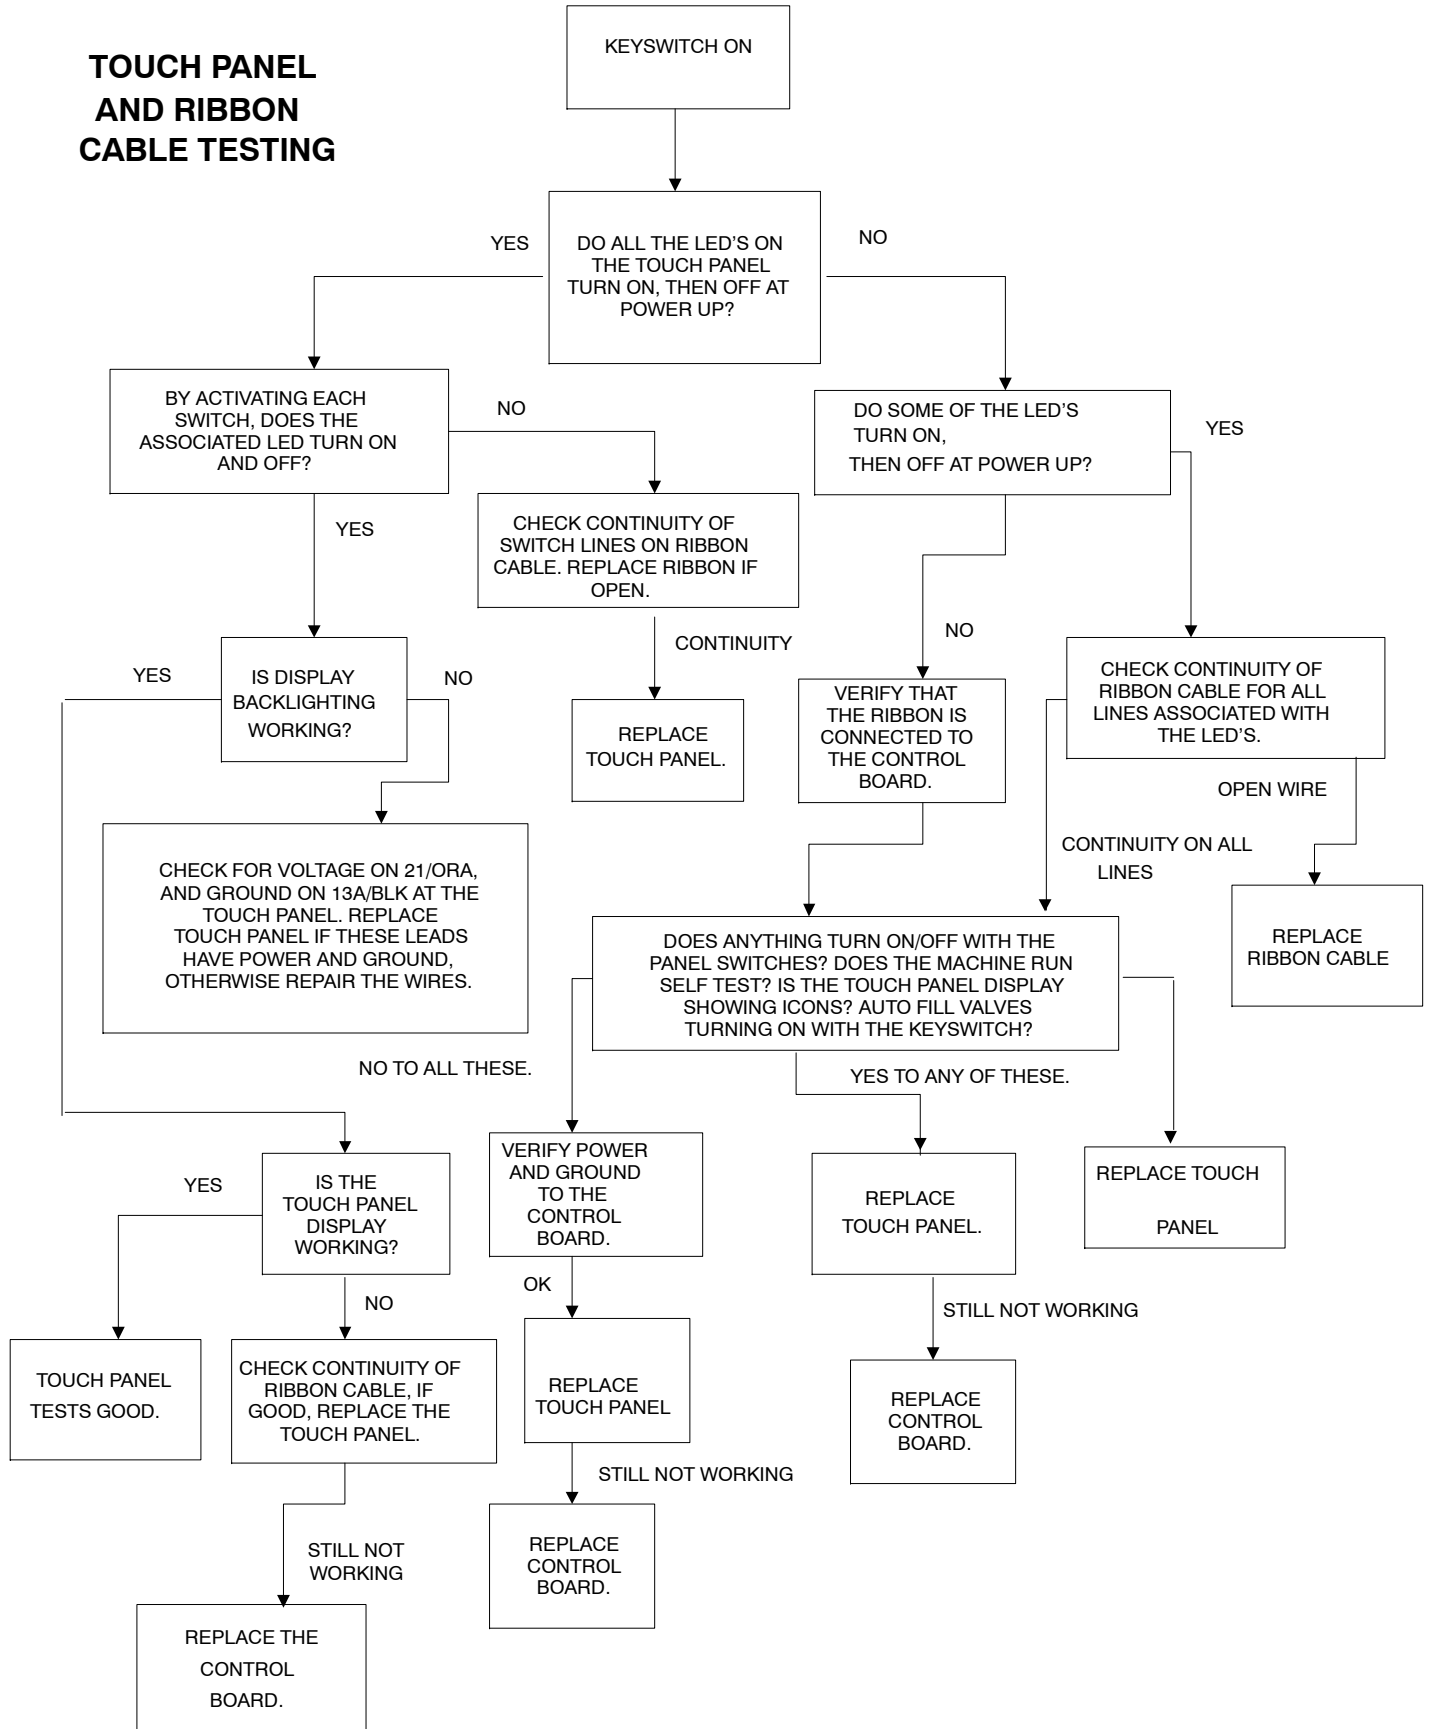 TOUCH PANEL
AND RIBBON
CABLE TESTING
KEYSWITCH ON
YES
DO ALL THE LED'S ON
THE TOUCH PANEL
TURN ON, THEN OFF AT
POWER UP?
NO
BY ACTIVATING EACH
SWITCH, DOES THE
ASSOCIATED LED TURN ON
AND OFF?
NO
DO SOME OF THE LED'S
TURN ON,
THEN OFF AT POWER UP?
YES
YES
CHECK CONTINUITY OF
SWITCH LINES ON RIBBON
CABLE. REPLACE RIBBON IF
OPEN.
CONTINUITY
NO
YES
IS DISPLAY
BACKLIGHTING
WORKING?
NO
REPLACE
TOUCH PANEL.
VERIFY THAT
THE RIBBON IS
CONNECTED TO
THE CONTROL
BOARD.
CHECK CONTINUITY OF
RIBBON CABLE FOR ALL
LINES ASSOCIATED WITH
THE LED'S.
OPEN WIRE
CONTINUITY ON ALL
LINES
CHECK FOR VOLTAGE ON 21/ORA,
AND GROUND ON 13A/BLK AT THE
TOUCH PANEL. REPLACE
TOUCH PANEL IF THESE LEADS
HAVE POWER AND GROUND,
OTHERWISE REPAIR THE WIRES.
REPLACE
RIBBON CABLE
DOES ANYTHING TURN ON/OFF WITH THE
PANEL SWITCHES? DOES THE MACHINE RUN
SELF TEST? IS THE TOUCH PANEL DISPLAY
SHOWING ICONS? AUTO FILL VALVES
TURNING ON WITH THE KEYSWITCH?
NO TO ALL THESE.
YES TO ANY OF THESE.
YES
IS THE
TOUCH PANEL
DISPLAY
WORKING?
VERIFY POWER
AND GROUND
TO THE
CONTROL
BOARD.
REPLACE
TOUCH PANEL.
REPLACE TOUCH
PANEL
NO
OK
STILL NOT WORKING
TOUCH PANEL
TESTS GOOD.
CHECK CONTINUITY OF
RIBBON CABLE, IF
GOOD, REPLACE THE
TOUCH PANEL.
REPLACE
TOUCH PANEL
REPLACE
CONTROL
BOARD.
STILL NOT WORKING
STILL NOT
WORKING
REPLACE
CONTROL
BOARD.
REPLACE THE
CONTROL
BOARD.